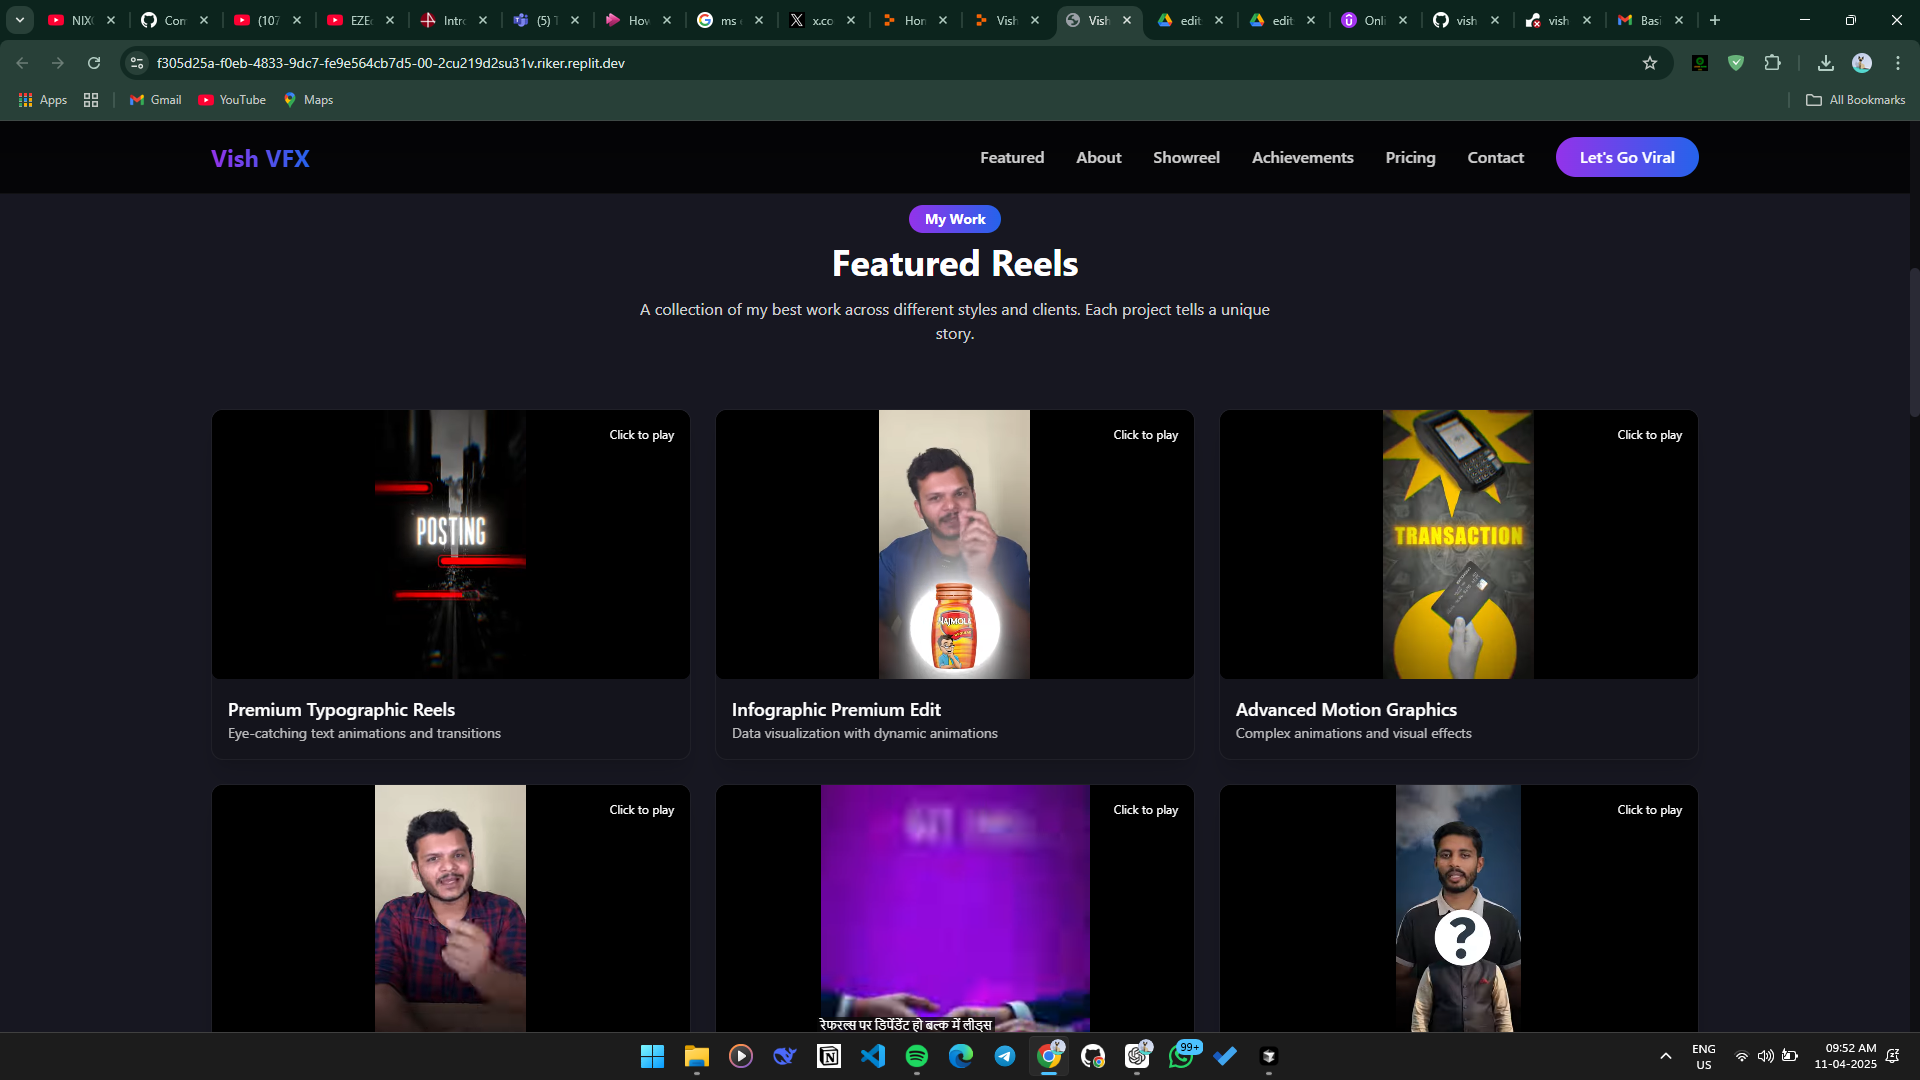 NIX
Con
(107
EZE
Intr
(5) T
How
ms
x.co
Hon
Vish
Vish
edit
edit
Onli
vish
vish
Basi
f305d25a-f0eb-4833-9dc7-fe9e564cb7d5-00-2cu219d2su31v.riker.replit.dev
Apps
Gmail
YouTube
Maps
All Bookmarks
Vish VFX
Featured
About
Showreel
Achievements
Pricing
Contact
Let's Go Viral
My Work
Featured Reels
A collection of my best work across different styles and clients. Each project tells a unique
story.
Click to play
Click to play
Click to play
POSTING
TRANSACTION
Premium Typographic Reels
Eye-catching text animations and transitions
Infographic Premium Edit
Data visualization with dynamic animations
Advanced Motion Graphics
Complex animations and visual effects
Click to play
Click to play
Click to play
?
रेफरल्स पर डिपेंडेंट हो बल्क में लीड्स
99+
ENG
US
09:52 AM
11-04-2025